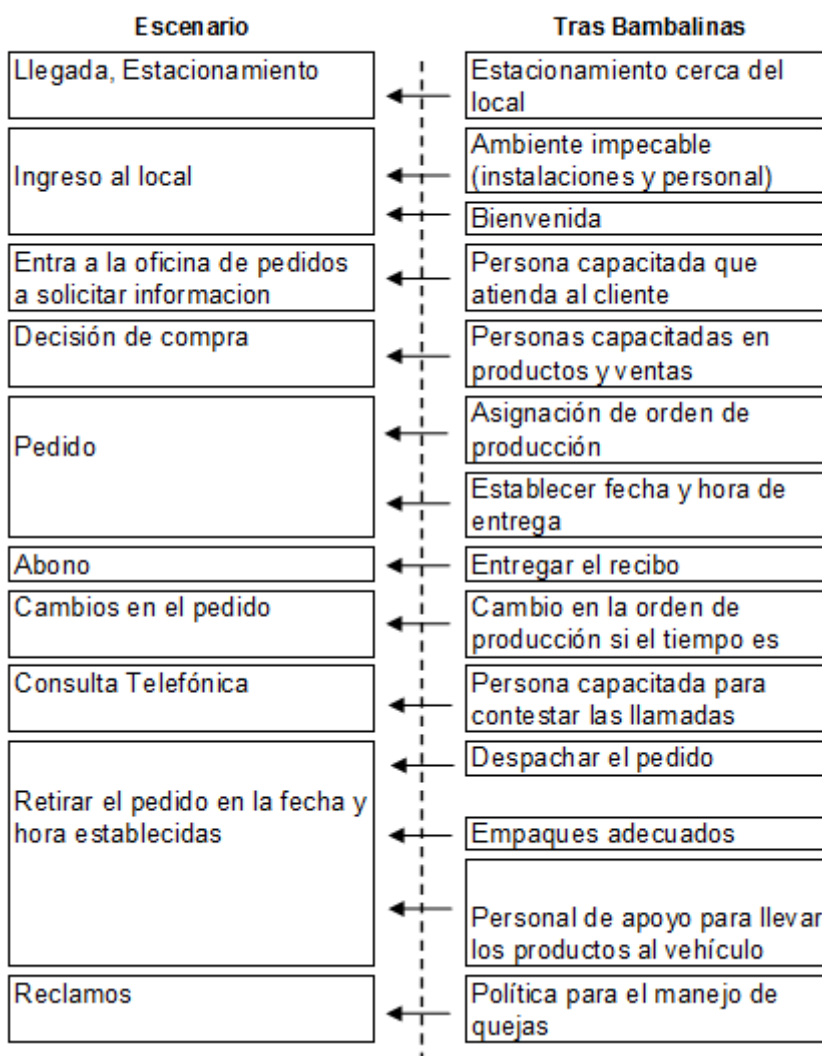 Escenario
Tras Bambalinas
Llegada, Estacionamiento
Estacionamiento cerca del
local
Ingreso al local
Ambiente impecable
(instalaciones y personal)
Bienvenida
Entra a la oficina de pedidos
a solicitar informacion
Persona capacitada que
atienda al cliente
Decisión de compra
Personas capacitadas en
productos y ventas
Pedido
Asignación de orden de
producción
Establecer fecha y hora de
entrega
Abono
Entregar el recibo
Cambios en el pedido
Cambio en la orden de
producción si el tiempo es
Consulta Telefónica
Persona capacitada para
contestar las llamadas
Retirar el pedido en la fecha y
hora establecidas
Despachar el pedido
Empaques adecuados
Personal de apoyo para llevar
los productos al vehículo
Reclamos
Política para el manejo de
quejas